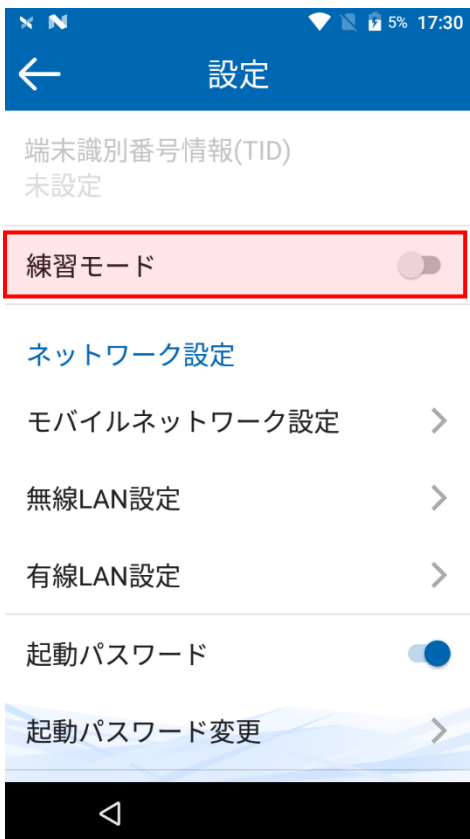 5% 17:30
設定
端末識別番号情報(TID)
未設定
練習モード
ネットワーク設定
モバイルネットワーク設定
無線LAN設定
有線LAN設定
起動パスワード
起動パスワード変更